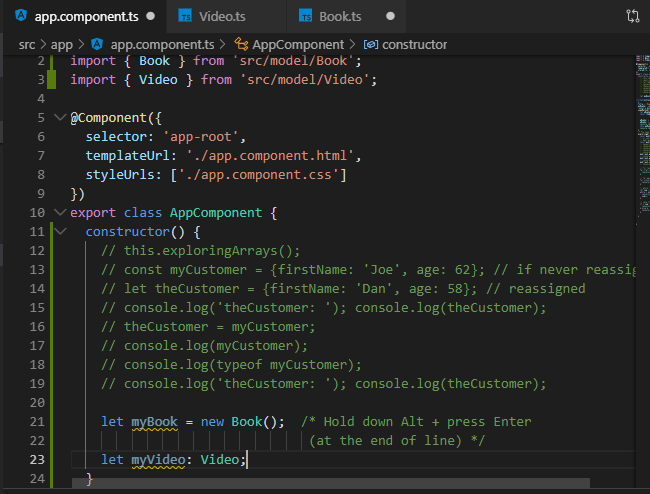 app.component.ts Video.ts Book.ts
src > app > app.component.ts > AppComponent > constructor
2 import { Book } from 'src/model/Book';
3 import { Video } from 'src/model/Video';
4
5 @Component({
6 selector: 'app-root',
7 templateUrl: './app.component.html',
8 styleUrls: ['./app.component.css']
9 })
10 export class AppComponent {
11 constructor() {
12 // this.exploringArrays();
13 // const myCustomer = {firstName: 'Joe', age: 62}; // if never reassig
14 // let theCustomer = {firstName: 'Dan', age: 58}; // reassigned
15 // console.log('theCustomer: '); console.log(theCustomer);
16 // theCustomer = myCustomer;
17 // console.log(myCustomer);
18 // console.log(typeof myCustomer);
19 // console.log('theCustomer: '); console.log(theCustomer);
20
21 let myBook = new Book(); /* Hold down Alt + press Enter
22 (at the end of line) */
23 let myVideo: Video;
24 }